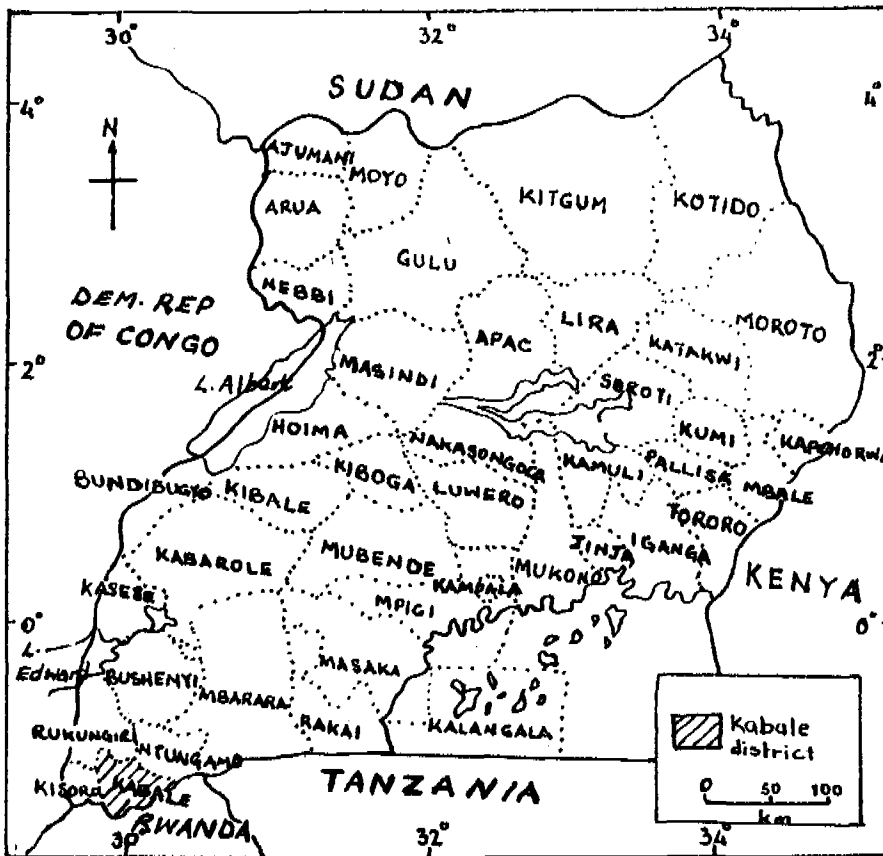 30°
32°
34°
SUDAN
4°
4°
N
AJUMANI
MOYO
ARUA
KITGUM
KOTIDO
GULU
NEBBI
DEM. REP
OF CONGO
LIRA
MOROTO
APAC
KATAKWI
2°
2°
MASINDI
L. Albert
SOROTI
HOIMA
KUMI
KAPCHORWA
NAKASONGOLA
KIBOGA
KAMULI
PALLISA
MBALE
BUNDIBUGYO
KIBALE
LUWERO
TORORO
KABAROLE
MUBENDE
JINJA
IGANGA
MUKONO
KENYA
KASESE
KAMPALA
MPIGI
0°
0°
L.
Edward
BUSHENYI
MASAKA
MBARARA
RAKAI
KALANGALA
RUKUNGIRI
NTUNGAMO
Kabale
district
KISORO
KABALE
TANZANIA
0 50 100
km
RWANDA
30°
32°
34°